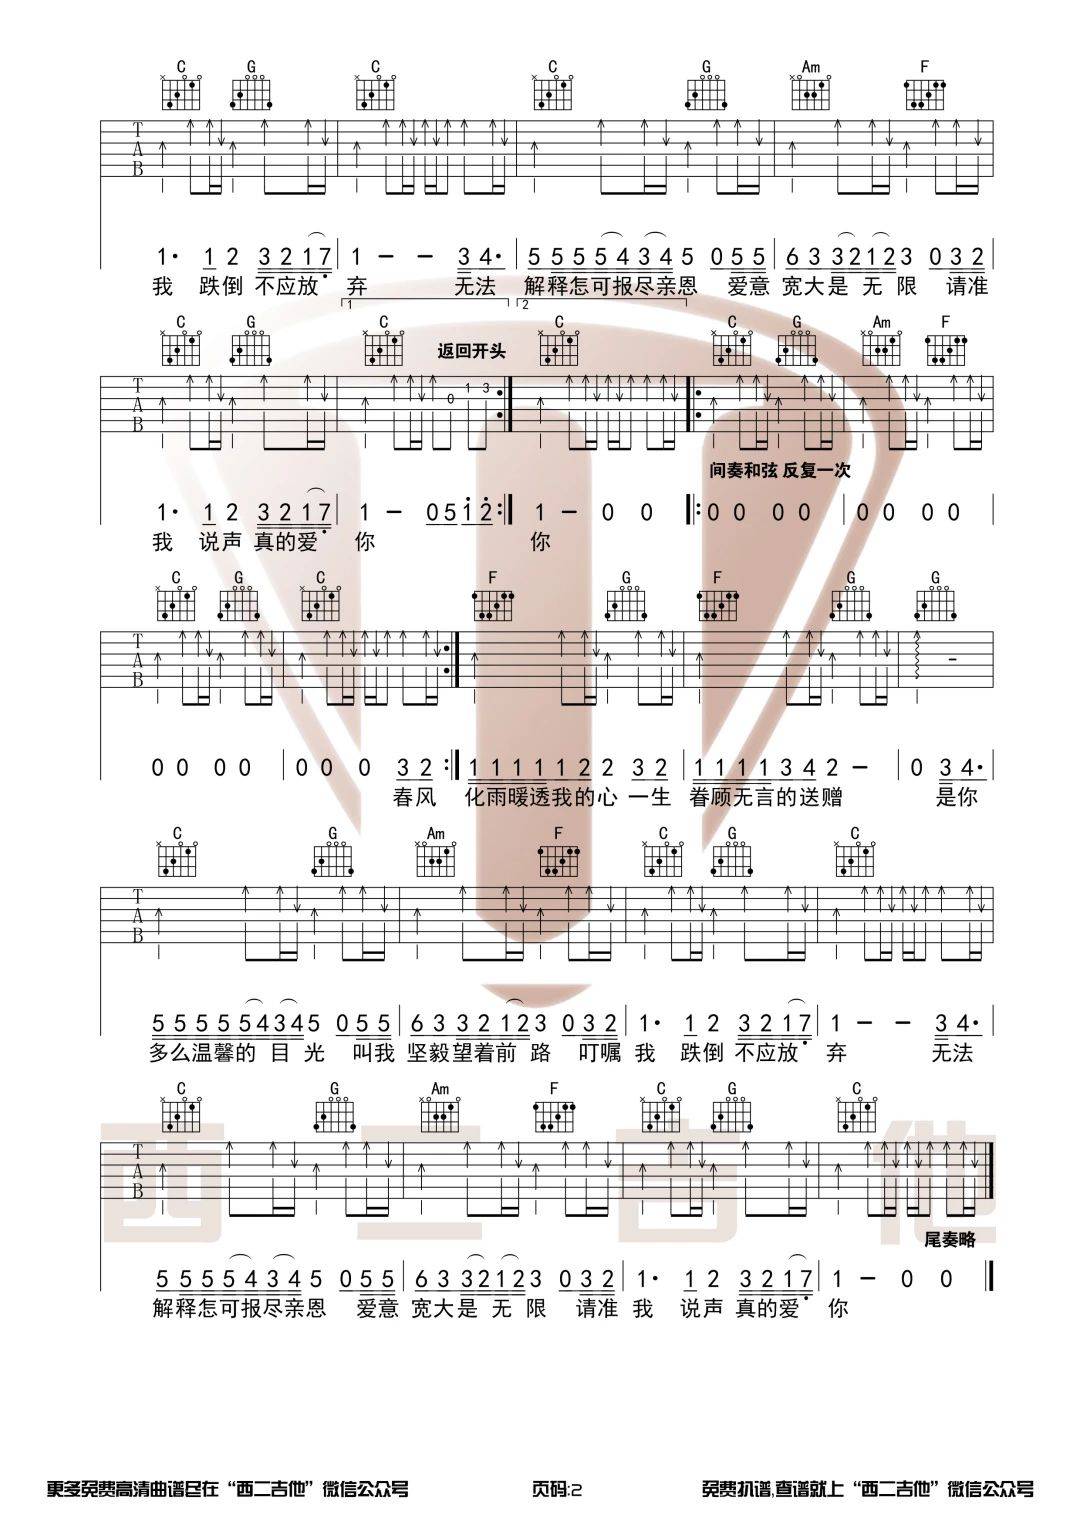 C G C C G Am F
T
A
B
1· 1 2 3 2 1 7 1 - - 3 4· 5 5 5 5 4 3 4 5 0 5 5 6 3 3 2 1 2 3 0 3 2
我 跌倒 不应放 弃 无法 解释怎可报尽亲恩 爱意 宽大是 无 限 请准
1 2
C G C C C G Am F
返回开头
T
A
B
0 1 3
间奏和弦 反复一次
1· 1 2 3 2 1 7 1 - 0 5 1 2 1 - 0 0 0 0 0 0 0 0 0 0
我 说声 真的爱 你 你
C G C F G F G G
T
A
B
-
0 0 0 0 0 0 0 3 2 1 1 1 1 1 2 2 3 2 1 1 1 1 3 4 2 - 0 3 4·
春风 化雨暖透我的心 一生 眷顾无言的送赠 是你
C G Am F C G C
T
A
B
5 5 5 5 5 4 3 4 5 0 5 5 6 3 3 2 1 2 3 0 3 2 1· 1 2 3 2 1 7 1 - - 3 4·
多么温馨的 目 光 叫我 坚毅望着前 路 叮嘱 我 跌倒 不应放 弃 无法
C G Am F C G C
T
A
B
尾奏略
5 5 5 5 4 3 4 5 0 5 5 6 3 3 2 1 2 3 0 3 2 1· 1 2 3 2 1 7 1 - 0 0
解释怎可报尽亲恩 爱意 宽大是 无 限 请准 我 说声 真的爱 你
西二吉他
更多免费高清曲谱尽在“西二吉他”微信公众号 页码:2 免费扒谱,查谱就上“西二吉他”微信公众号